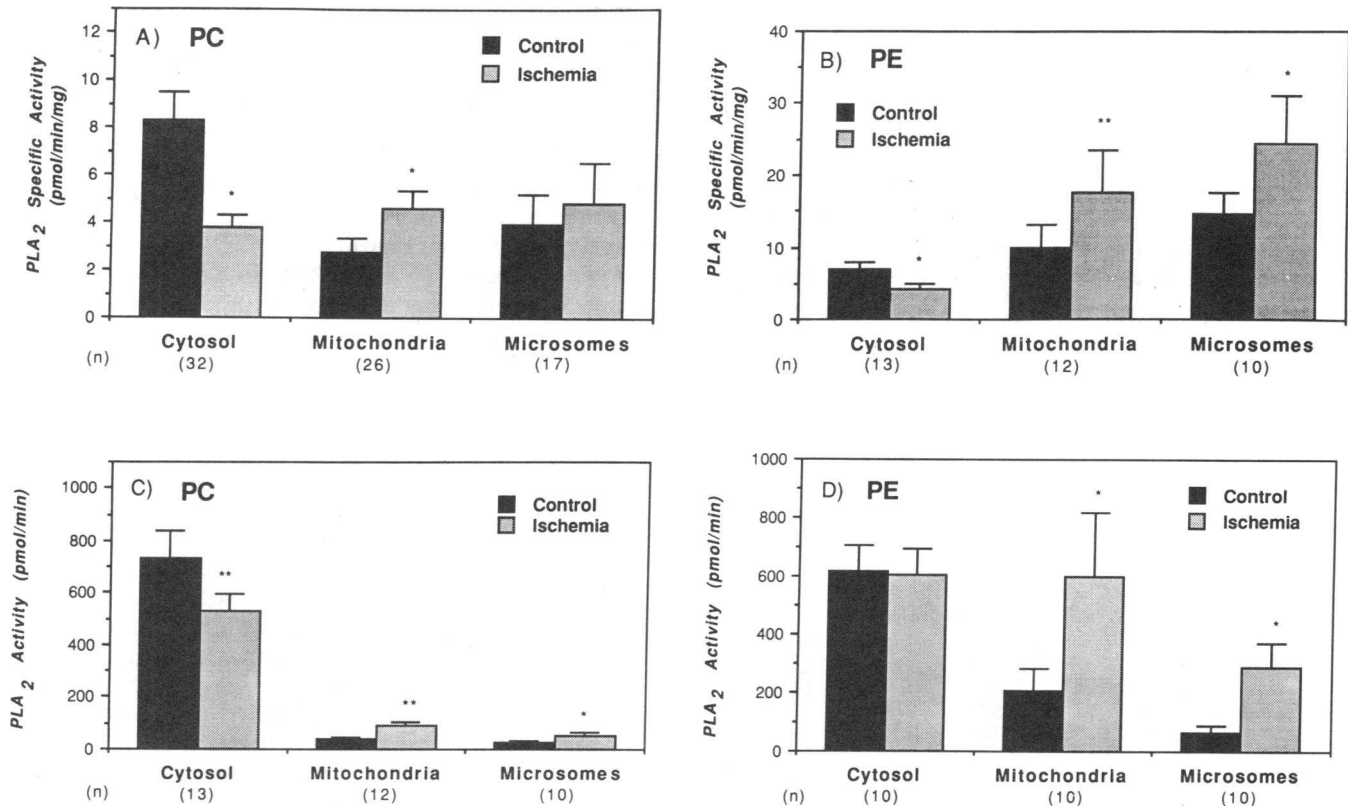 A) PC
Control
Ischemia
PLA2 Specific Activity
(pmol/min/mg)
12
10
8
6
4
2
0
*
*
Cytosol Mitochondria Microsomes
(n) (32) (26) (17)
B) PE
Control
Ischemia
PLA2 Specific Activity
(pmol/min/mg)
40
30
20
10
0
*
**
*
Cytosol Mitochondria Microsomes
(n) (13) (12) (10)
C) PC
Control
Ischemia
PLA2 Activity (pmol/min)
1000
800
600
400
200
0
**
**
*
Cytosol Mitochondria Microsomes
(n) (13) (12) (10)
D) PE
Control
Ischemia
PLA2 Activity (pmol/min)
1000
800
600
400
200
0
*
*
Cytosol Mitochondria Microsomes
(n) (10) (10) (10)